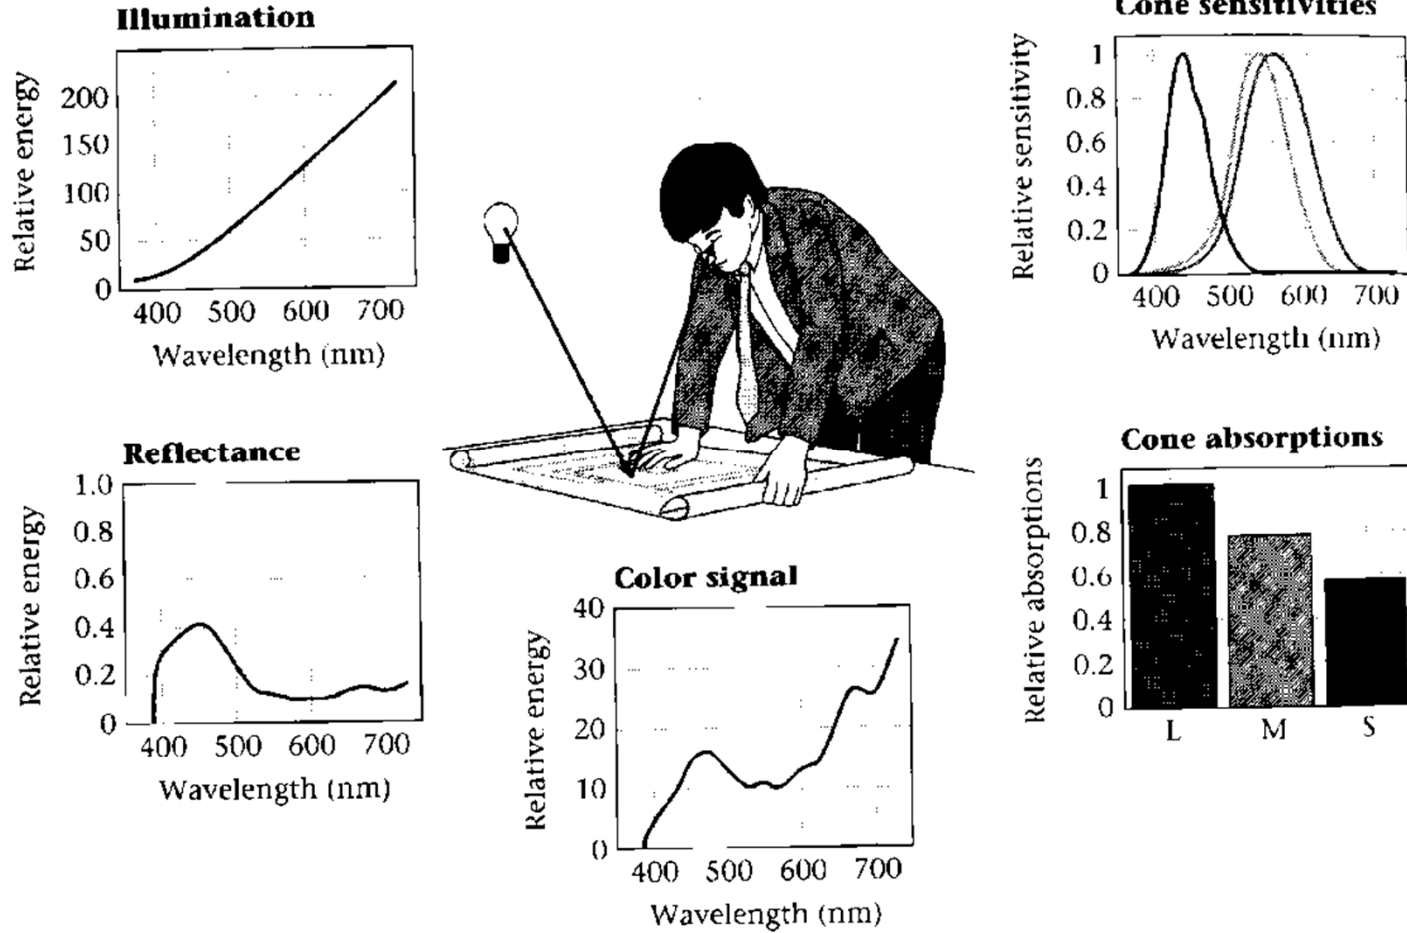 Illumination
Relative energy
200
150
100
50
0
400 500 600 700
Wavelength (nm)
Cone sensitivities
Relative sensitivity
1
0.8
0.6
0.4
0.2
0
400 500 600 700
Wavelength (nm)
Reflectance
Relative energy
1.0
0.8
0.6
0.4
0.2
0
400 500 600 700
Wavelength (nm)
Color signal
Relative energy
40
30
20
10
0
400 500 600 700
Wavelength (nm)
Cone absorptions
Relative absorptions
1
0.8
0.6
0.4
0.2
0
L M S